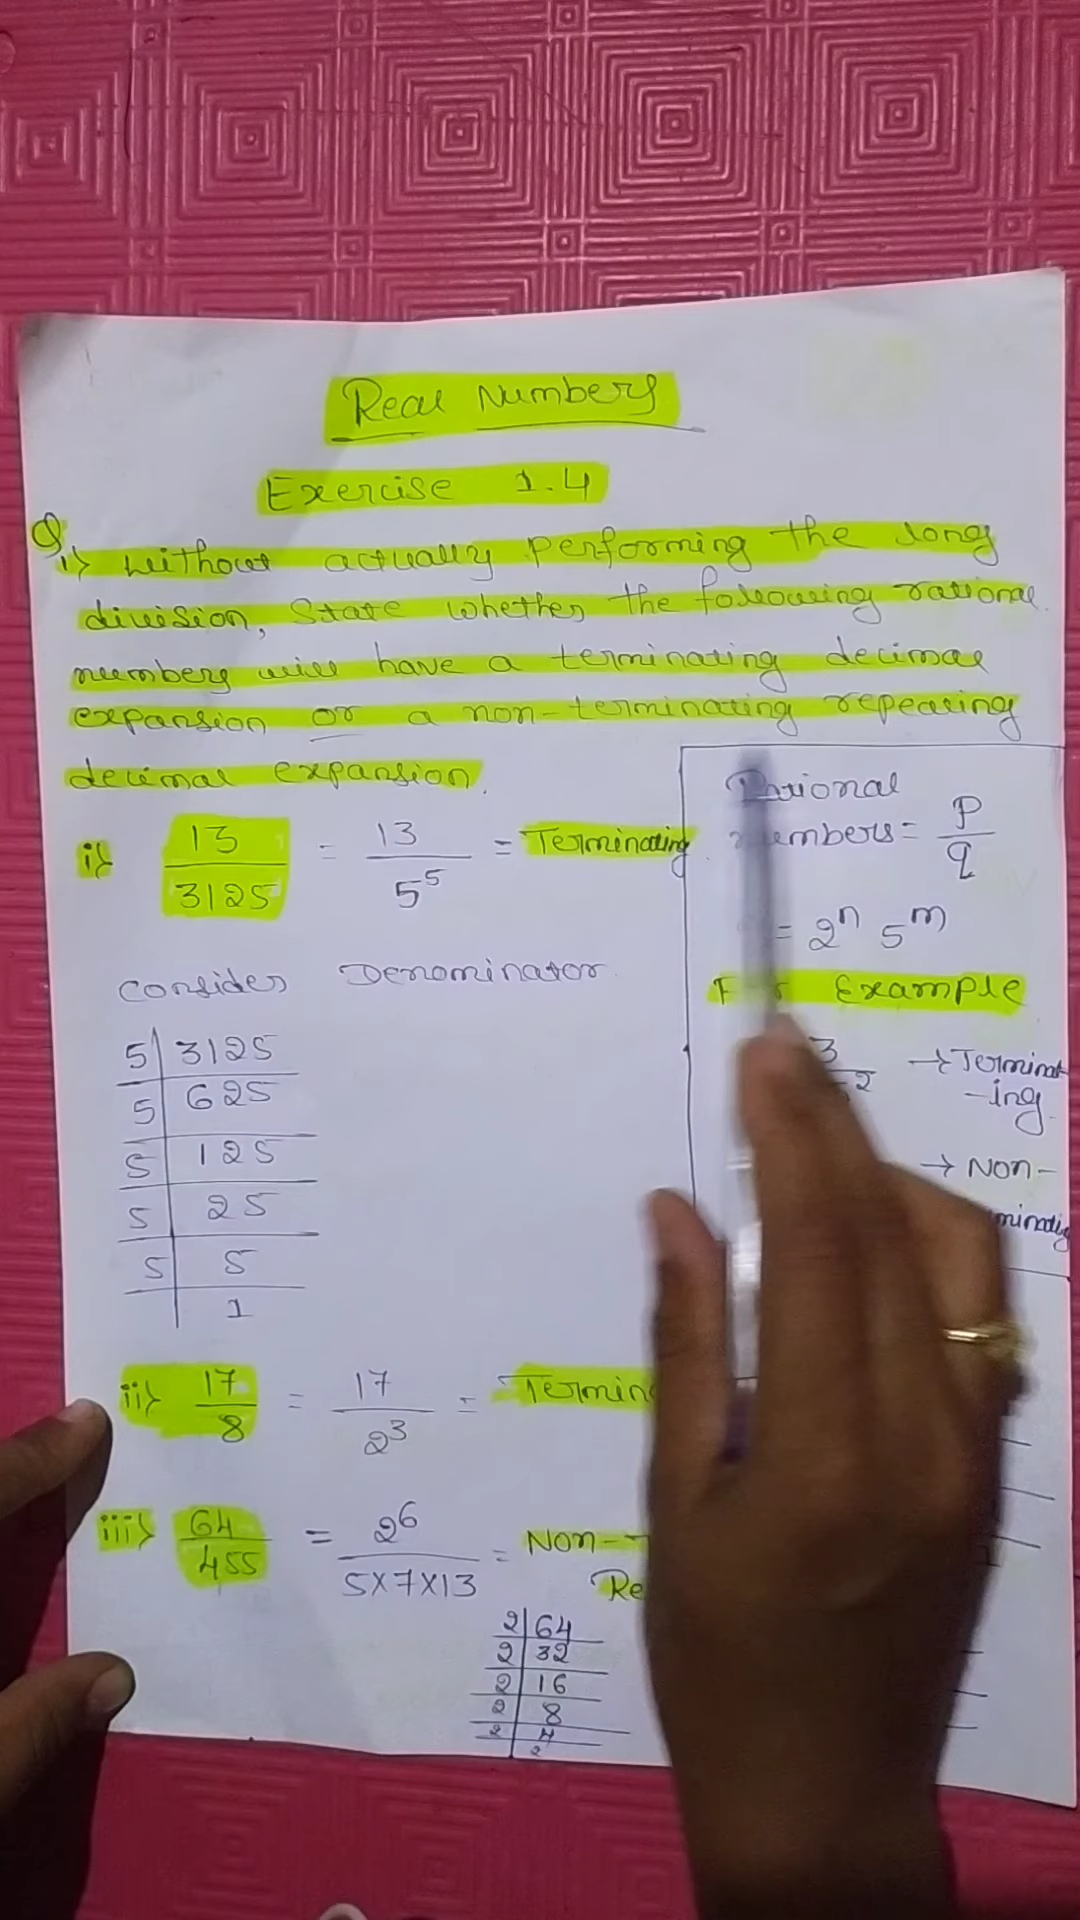 Real Numbers
Exercise 1.4
Q
1) Without actually performing the long
division, State whether the following rational
numbers will have a terminating decimal
expansion or a non-terminating repeating
decimal expansion.
i) 13/3125 = 13/5^5 = Terminating
Rational
numbers = P/q
= 2^n 5^m
For Example
3
2
→ Terminat
-ing.
→ Non-
Consider Denominator
5 | 3125
5 | 625
5 | 125
5 | 25
5 | 5
1
ii) 17/8 = 17/2^3 =
iii) 64/455 = 2^6/5×7×13 = Non-
2 | 64
2 | 32
2 | 16
2 | 8
2 | 4
2